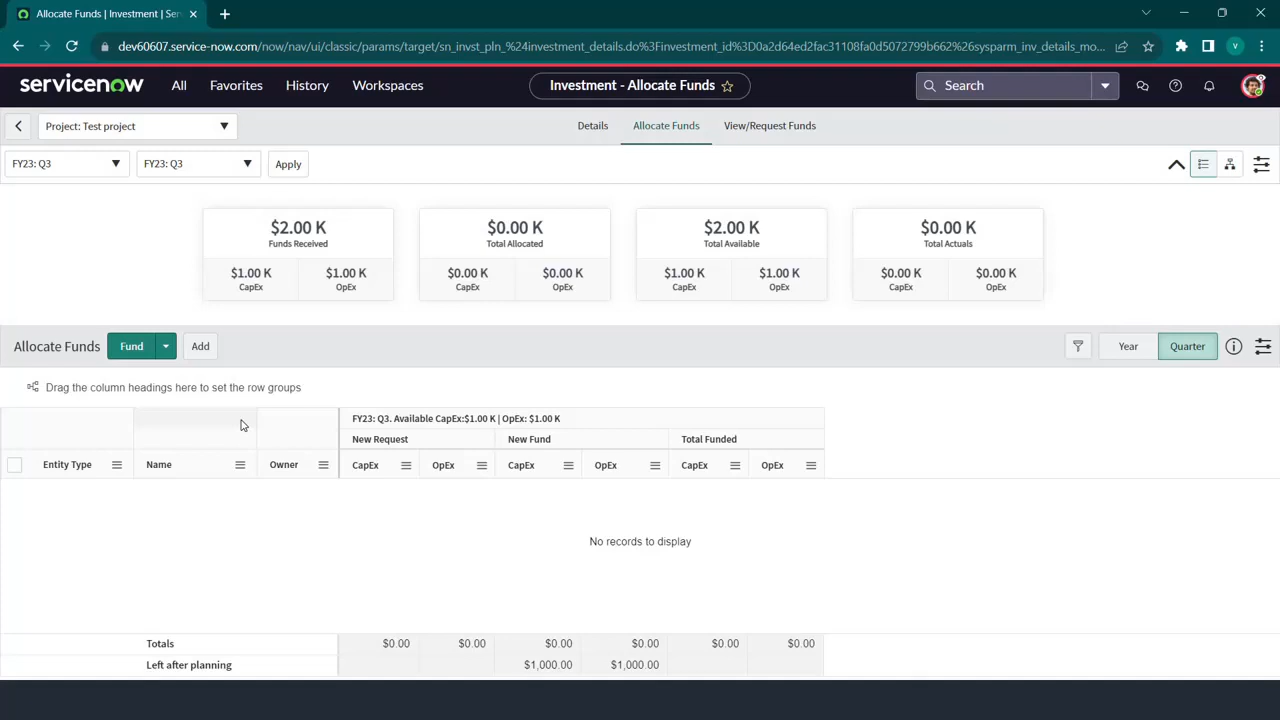 Allocate Funds | Investment | Ser
dev60607.service-now.com/now/nav/ui/classic/params/target/sn_invst_pln_%24investment_details.do%3Finvestment_id%3D0a2d64ed2fac31108fa0d5072799b662%26sysparm_inv_details_mo...
V
servicenow All Favorites History Workspaces Investment - Allocate Funds Search
Project: Test project Details Allocate Funds View/Request Funds
FY23: Q3 FY23: Q3 Apply
$2.00 K $0.00 K $2.00 K $0.00 K
Funds Received Total Allocated Total Available Total Actuals
$1.00 K $1.00 K $0.00 K $0.00 K $1.00 K $1.00 K $0.00 K $0.00 K
CapEx OpEx CapEx OpEx CapEx OpEx CapEx OpEx
Allocate Funds Fund Add Year Quarter
Drag the column headings here to set the row groups
FY23: Q3. Available CapEx:$1.00 K | OpEx: $1.00 K
New Request New Fund Total Funded
Entity Type Name Owner CapEx OpEx CapEx OpEx CapEx OpEx
No records to display
Totals $0.00 $0.00 $0.00 $0.00 $0.00 $0.00
Left after planning $1,000.00 $1,000.00